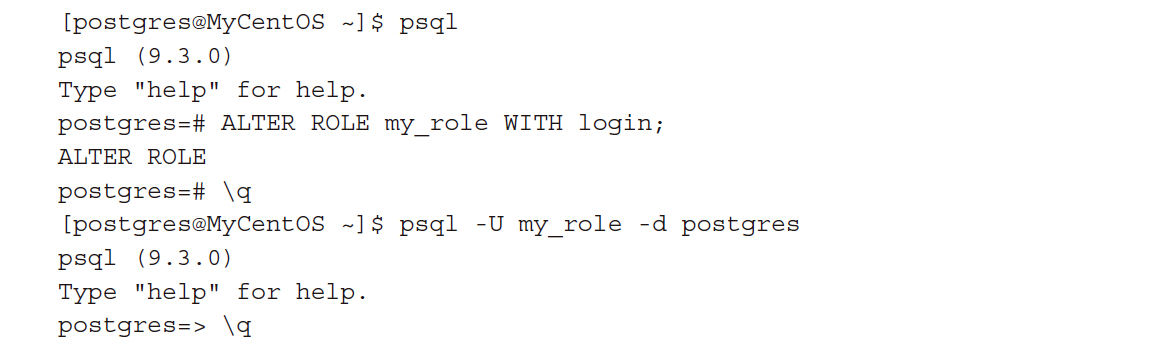 [postgres@MyCentOS ~]$ psql
psql (9.3.0)
Type "help" for help.
postgres=# ALTER ROLE my_role WITH login;
ALTER ROLE
postgres=# \q
[postgres@MyCentOS ~]$ psql -U my_role -d postgres
psql (9.3.0)
Type "help" for help.
postgres=> \q